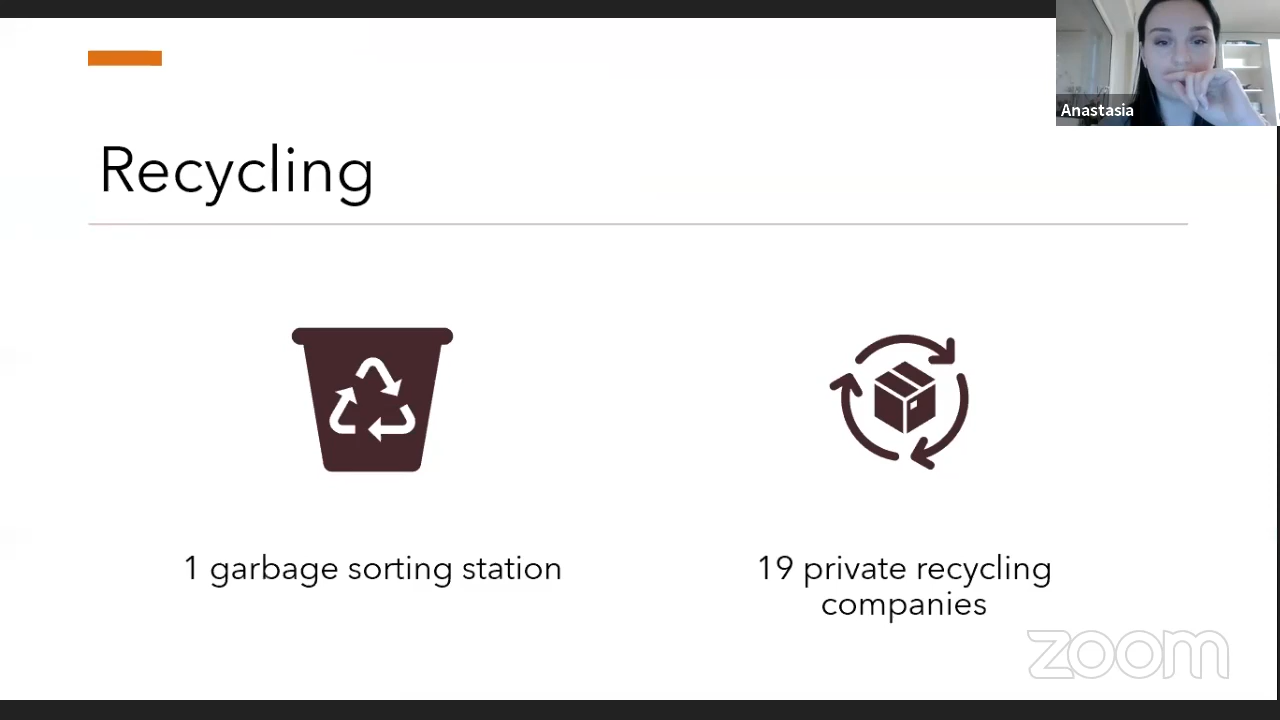 Anastasia
Recycling
1 garbage sorting station
19 private recycling
companies
zoom